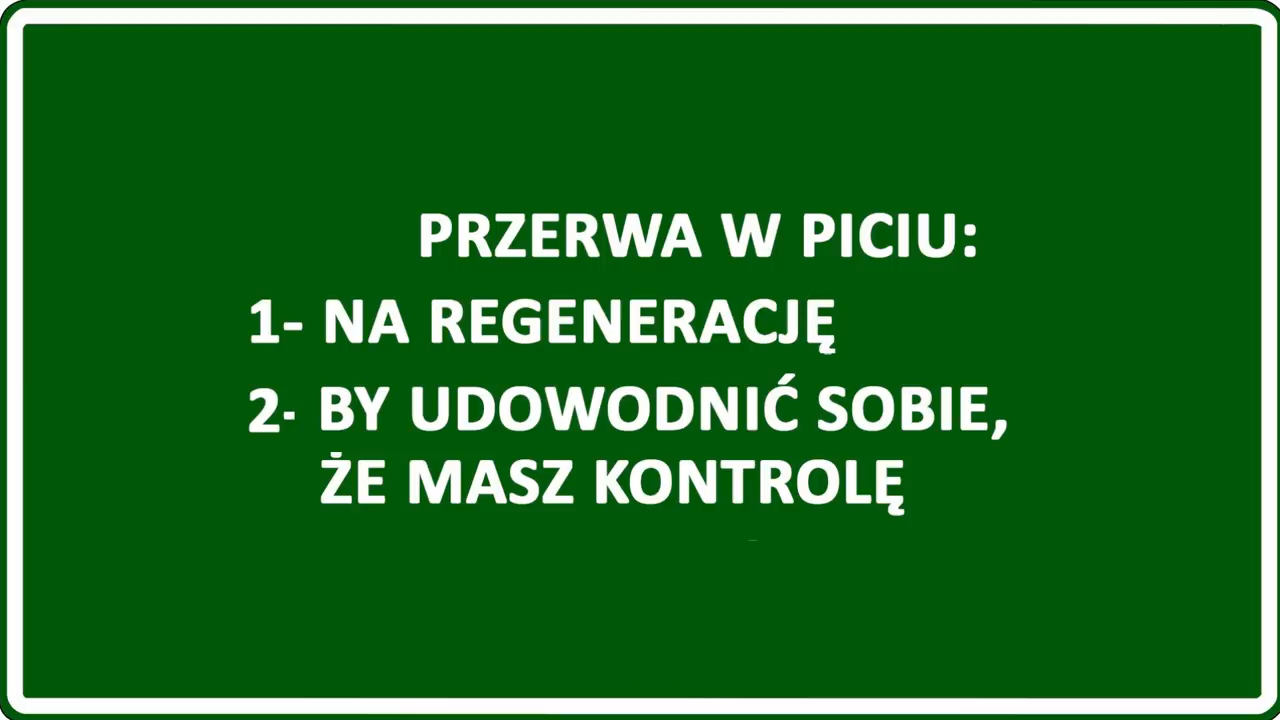 PRZERWA W PICIU:
1- NA REGENERACJĘ
2- BY UDOWODNIĆ SOBIE,
ŻE MASZ KONTROLĘ